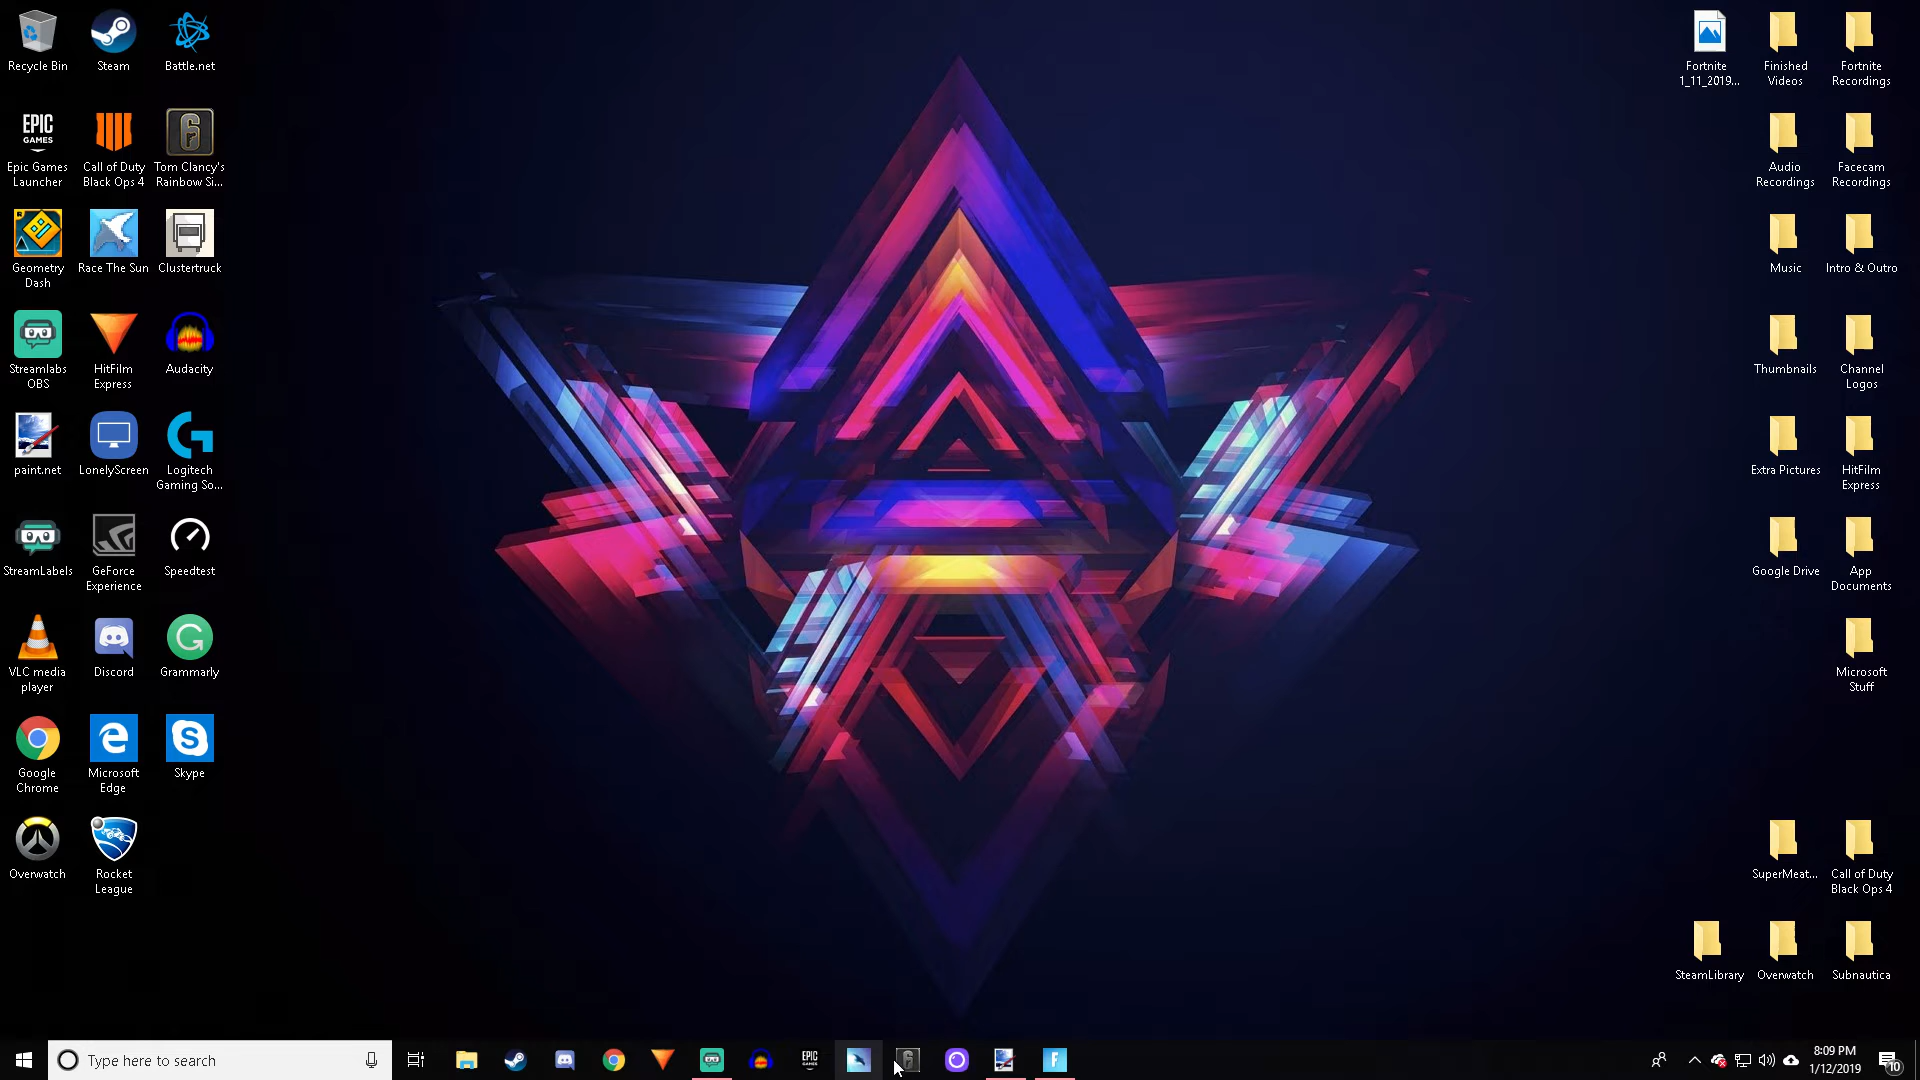 Recycle Bin
Steam
Battle.net
Fortnite
1_11_2019...
Finished
Videos
Fortnite
Recordings
EPIC
GAMES
Epic Games
Launcher
Call of Duty
Black Ops 4
6
Tom Clancy's
Rainbow Si...
Audio
Recordings
Facecam
Recordings
Geometry
Dash
Race The Sun
Clustertruck
Music
Intro & Outro
Streamlabs
OBS
HitFilm
Express
Audacity
Thumbnails
Channel
Logos
paint.net
LonelyScreen
Logitech
Gaming So...
Extra Pictures
HitFilm
Express
StreamLabels
GeForce
Experience
Speedtest
Google Drive
App
Documents
VLC media
player
Discord
Grammarly
Microsoft
Stuff
Google
Chrome
Microsoft
Edge
Skype
Overwatch
Rocket
League
SuperMeat...
Call of Duty
Black Ops 4
SteamLibrary
Overwatch
Subnautica
Type here to search
EPIC
GAMES
6
F
8:09 PM
1/12/2019
10